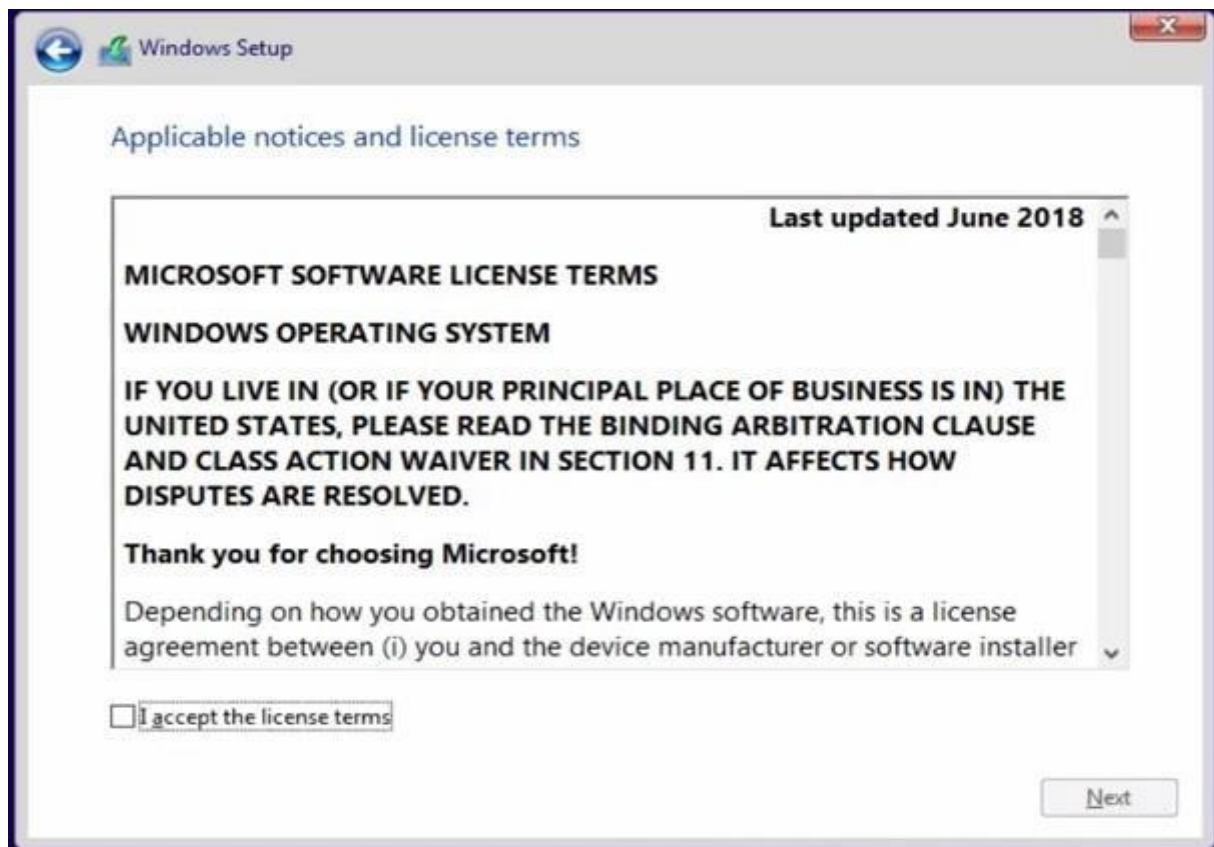 Windows Setup
Applicable notices and license terms
Last updated June 2018
MICROSOFT SOFTWARE LICENSE TERMS
WINDOWS OPERATING SYSTEM
IF YOU LIVE IN (OR IF YOUR PRINCIPAL PLACE OF BUSINESS IS IN) THE
UNITED STATES, PLEASE READ THE BINDING ARBITRATION CLAUSE
AND CLASS ACTION WAIVER IN SECTION 11. IT AFFECTS HOW
DISPUTES ARE RESOLVED.
Thank you for choosing Microsoft!
Depending on how you obtained the Windows software, this is a license
agreement between (i) you and the device manufacturer or software installer
I accept the license terms
Next